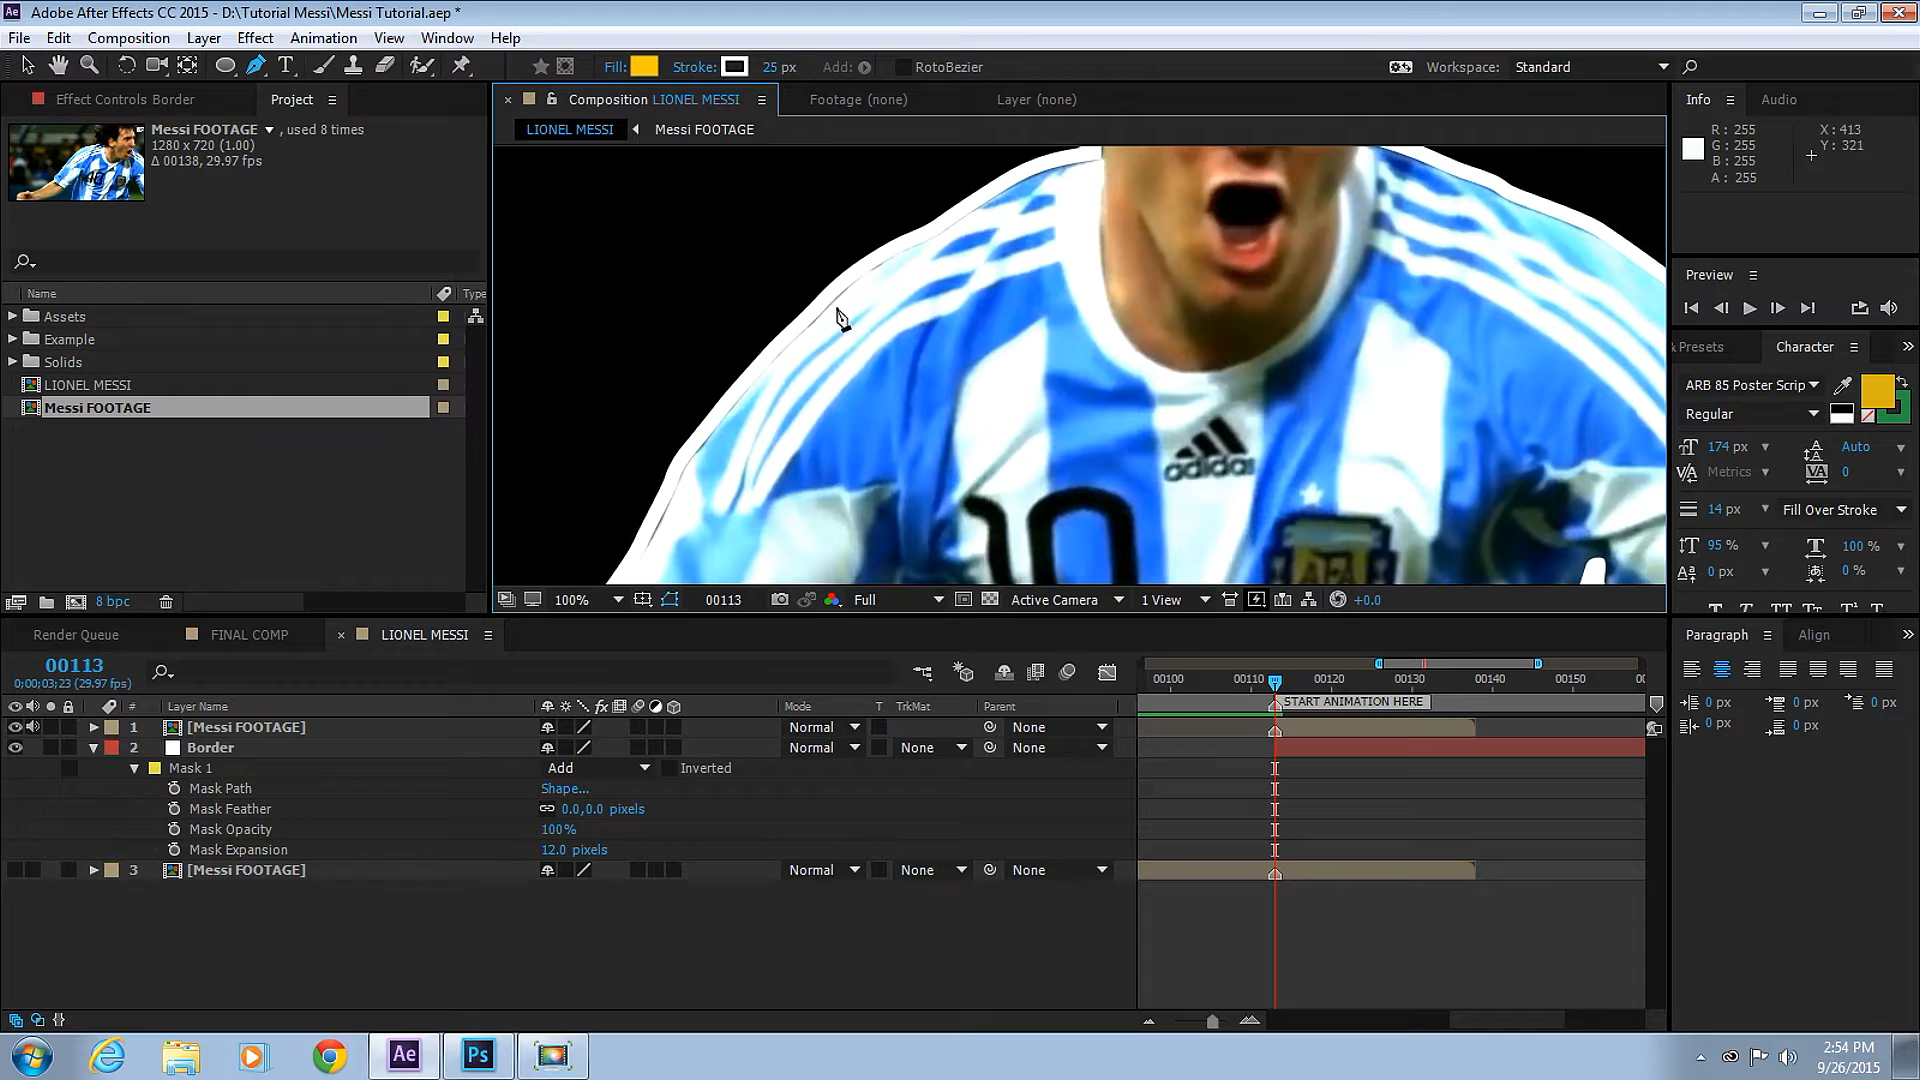 Ae Adobe After Effects CC 2015 - D:\Tutorial Messi\Messi Tutorial.aep *
File Edit Composition Layer Effect Animation View Window Help
Fill: Stroke: 25 px Add: RotoBezier Workspace: Standard
Effect Controls Border Project
Composition LIONEL MESSI Footage (none) Layer (none)
Info Audio
LIONEL MESSI Messi FOOTAGE
Messi FOOTAGE , used 8 times
1280 x 720 (1.00)
Δ 00138, 29.97 fps
R : 255 X : 413
G : 255 Y : 321
B : 255
A : 255
Preview
Name Type
Assets
Example
Solids
LIONEL MESSI
Messi FOOTAGE
& Presets Character
ARB 85 Poster Scrip
Regular
174 px Auto
Metrics 0
14 px Fill Over Stroke
95 % 100 %
0 px 0 %
adidas
10
AFA
8 bpc
100% 00113 Full Active Camera 1 View +0.0
Render Queue FINAL COMP LIONEL MESSI
Paragraph Align
00113
0;00;03;23 (29.97 fps)
00100 00110 00120 00130 00140 00150 00
START ANIMATION HERE
# Layer Name fx Mode T TrkMat Parent
1 [Messi FOOTAGE] Normal None
2 Border Normal None None
Mask 1 Add Inverted
Mask Path Shape...
Mask Feather 0.0,0.0 pixels
Mask Opacity 100%
Mask Expansion 12.0 pixels
3 [Messi FOOTAGE] Normal None None
0 px 0 px 0 px
0 px 0 px
Ae Ps
2:54 PM
9/26/2015